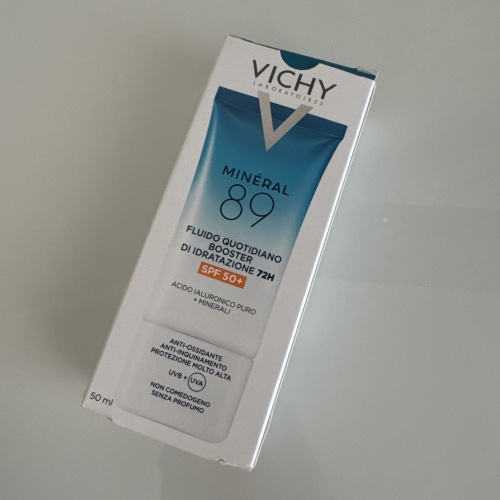 VICHY
LABORATOIRES
MINÉRAL
89
FLUIDO QUOTIDIANO
BOOSTER
DI IDRATAZIONE 72H
SPF 50+
ACIDO IALURONICO PURO
+ MINERALI
ANTI-OSSIDANTE
ANTI-INQUINAMENTO
PROTEZIONE MOLTO ALTA
UVB + UVA
NON COMEDOGENO
SENZA PROFUMO
50 ml